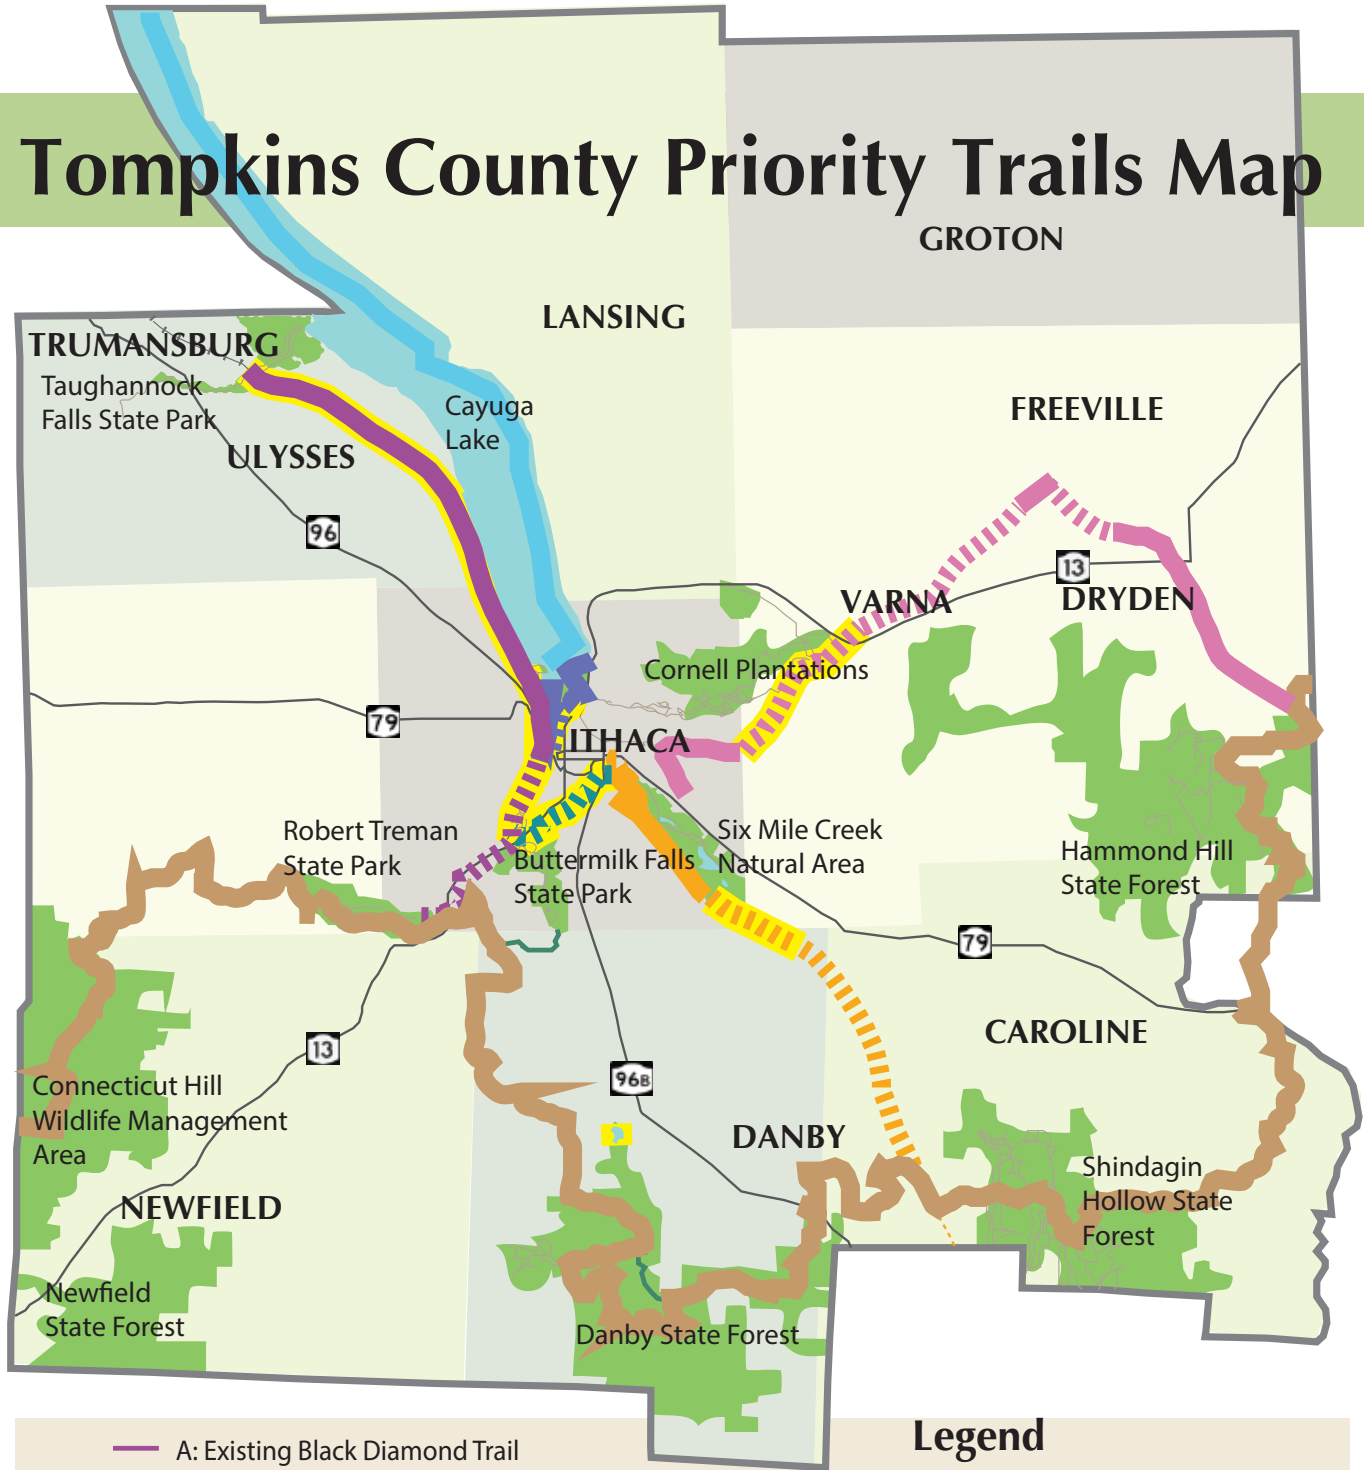 Tompkins County Priority Trails Map
GROTON
LANSING
TRUMANSBURG
Taughannock
Falls State Park
Cayuga
Lake
FREEVILLE
ULYSSES
96
13
VARNA
DRYDEN
Cornell Plantations
79
ITHACA
Robert Treman
State Park
Buttermilk Falls
State Park
Six Mile Creek
Natural Area
Hammond Hill
State Forest
79
CAROLINE
13
96B
Connecticut Hill
Wildlife Management
Area
DANBY
Shindagin
Hollow State
Forest
NEWFIELD
Newfield
State Forest
Danby State Forest
Legend
A: Existing Black Diamond Trail